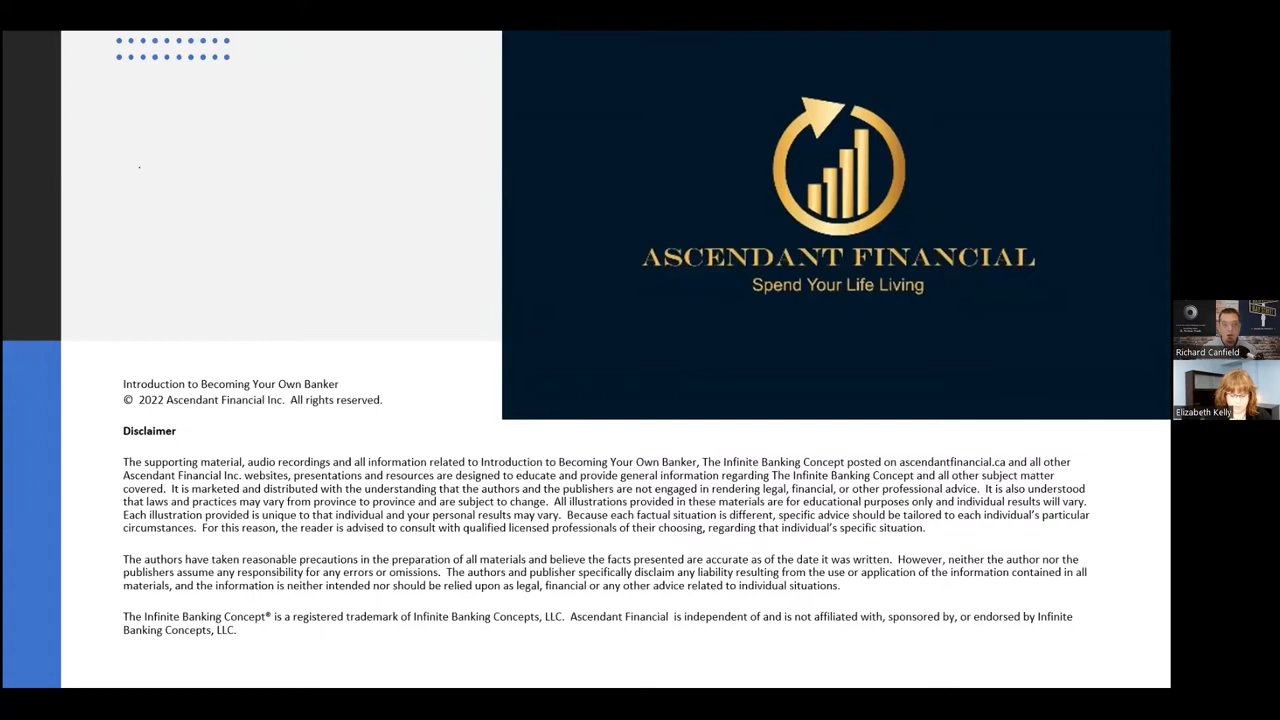 ASCENDANT FINANCIAL
Spend Your Life Living
Introduction to Becoming Your Own Banker
© 2022 Ascendant Financial Inc. All rights reserved.
Disclaimer
The supporting material, audio recordings and all information related to Introduction to Becoming Your Own Banker, The Infinite Banking Concept posted on ascendantfinancial.ca and all other
Ascendant Financial Inc. websites, presentations and resources are designed to educate and provide general information regarding The Infinite Banking Concept and all other subject matter
covered. It is marketed and distributed with the understanding that the authors and the publishers are not engaged in rendering legal, financial, or other professional advice. It is also understood
that laws and practices may vary from province to province and are subject to change. All illustrations provided in these materials are for educational purposes only and individual results will vary.
Each illustration provided is unique to that individual and your personal results may vary. Because each factual situation is different, specific advice should be tailored to each individual's particular
circumstances. For this reason, the reader is advised to consult with qualified licensed professionals of their choosing, regarding that individual's specific situation.
The authors have taken reasonable precautions in the preparation of all materials and believe the facts presented are accurate as of the date it was written. However, neither the author nor the
publishers assume any responsibility for any errors or omissions. The authors and publisher specifically disclaim any liability resulting from the use or application of the information contained in all
materials, and the information is neither intended nor should be relied upon as legal, financial or any other advice related to individual situations.
The Infinite Banking Concept® is a registered trademark of Infinite Banking Concepts, LLC. Ascendant Financial is independent of and is not affiliated with, sponsored by, or endorsed by Infinite
Banking Concepts, LLC.
Richard Canfield
Elizabeth Kelly